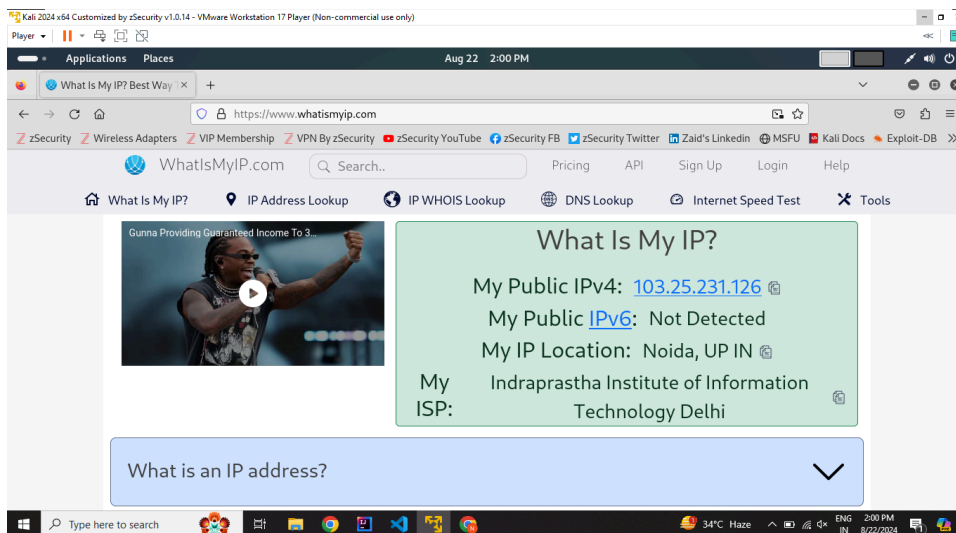 Kali 2024 x64 Customized by zSecurity v1.0.14 - VMware Workstation 17 Player (Non-commercial use only)
Player
Applications Places Aug 22 2:00 PM
What Is My IP? Best Way
https://www.whatismyip.com
zSecurity Wireless Adapters VIP Membership VPN By zSecurity zSecurity YouTube zSecurity FB zSecurity Twitter Zaid's Linkedin MSFU Kali Docs Exploit-DB
WhatIsMyIP.com Search.. Pricing API Sign Up Login Help
What Is My IP? IP Address Lookup IP WHOIS Lookup DNS Lookup Internet Speed Test Tools
Gunna Providing Guaranteed Income To 3...
What Is My IP?
My Public IPv4: 103.25.231.126
My Public IPv6: Not Detected
My IP Location: Noida, UP IN
My ISP: Indraprastha Institute of Information
Technology Delhi
What is an IP address?
Type here to search 34°C Haze ENG 2:00 PM
IN 8/22/2024